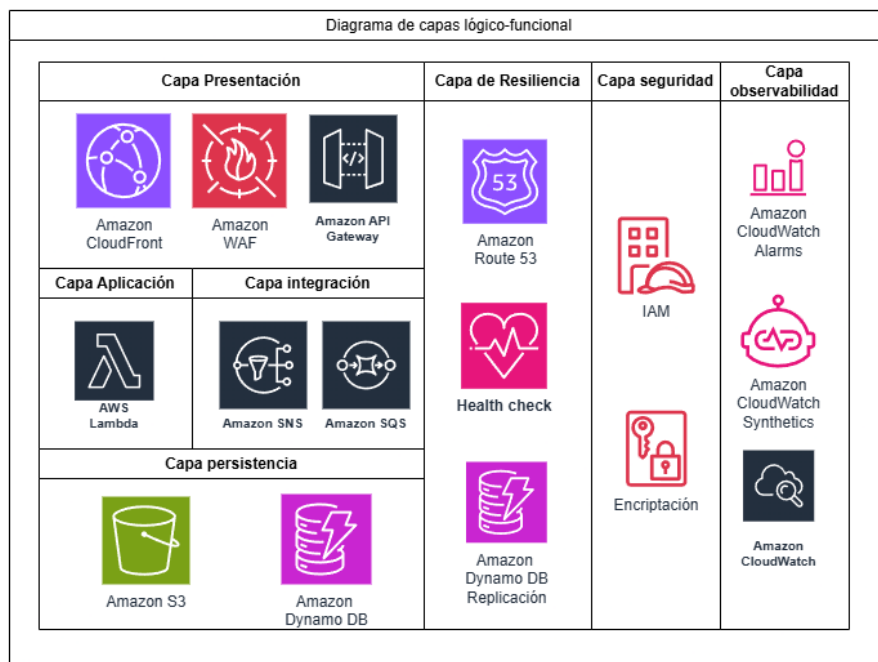 Diagrama de capas lógico-funcional
Capa Presentación
Amazon
CloudFront
Amazon
WAF
Amazon API
Gateway
Capa Aplicación
AWS
Lambda
Capa integración
Amazon SNS
Amazon SQS
Capa persistencia
Amazon S3
Amazon
Dynamo DB
Capa de Resiliencia
53
Amazon
Route 53
Health check
Amazon
Dynamo DB
Replicación
Capa seguridad
IAM
Encriptación
Capa
observabilidad
Amazon
CloudWatch
Alarms
Amazon
CloudWatch
Synthetics
Amazon
CloudWatch